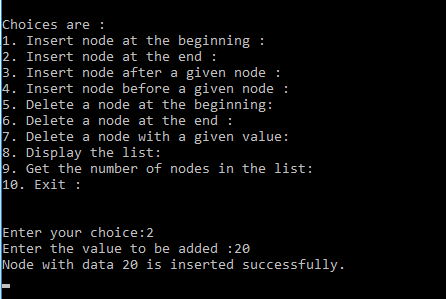 Choices are :
1. Insert node at the beginning :
2. Insert node at the end :
3. Insert node after a given node :
4. Insert node before a given node :
5. Delete a node at the beginning:
6. Delete a node at the end :
7. Delete a node with a given value:
8. Display the list:
9. Get the number of nodes in the list:
10. Exit :
Enter your choice:2
Enter the value to be added :20
Node with data 20 is inserted successfully.